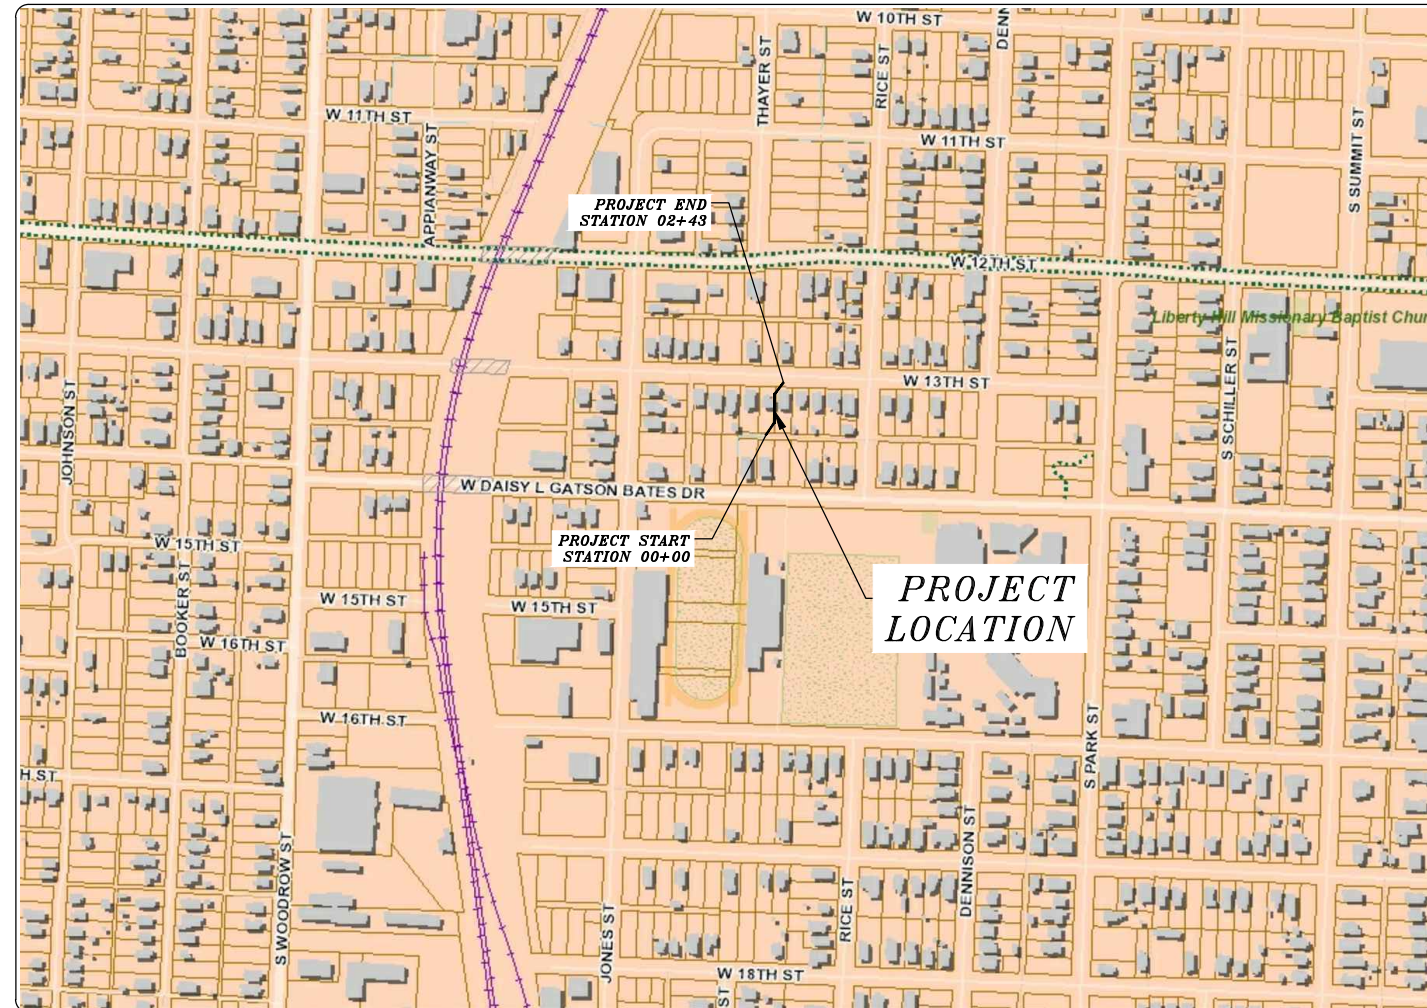 W 10TH ST
DENN
THAYER ST
RICE ST
W 11TH ST
APPIANWAY ST
W 11TH ST
S SUMMIT ST
PROJECT END
STATION 02+43
W 12TH ST
Liberty Hill Missionary Baptist Chur
W 13TH ST
S SCHILLER ST
JOHNSON ST
W DAISY L GATSON BATES DR
PROJECT START
STATION 00+00
W 15TH ST
BOOKER ST
W 15TH ST
W 15TH ST
PROJECT
LOCATION
W 16TH ST
W 16TH ST
S PARK ST
H ST
S WOODROW ST
DENNISON ST
RICE ST
JONES ST
W 18TH ST
ST